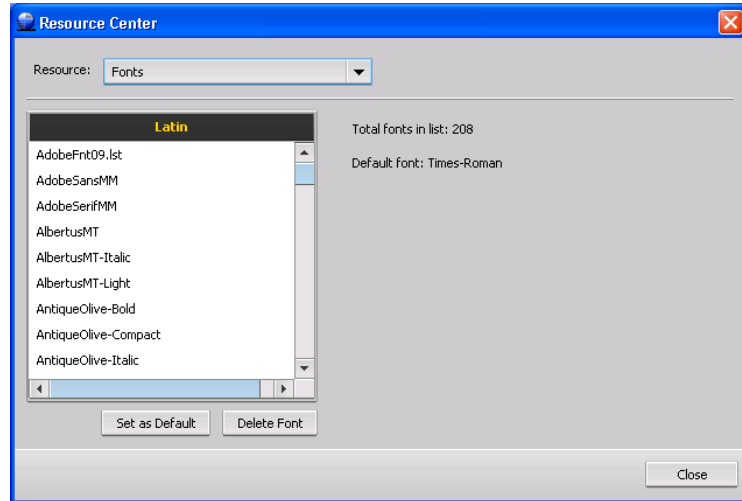 Resource Center
Resource: Fonts
Latin
AdobeFnt09.lst
AdobeSansMM
AdobeSerifMM
AlbertusMT
AlbertusMT-Italic
AlbertusMT-Light
AntiqueOlive-Bold
AntiqueOlive-Compact
AntiqueOlive-Italic
Set as Default Delete Font
Total fonts in list: 208
Default font: Times-Roman
Close